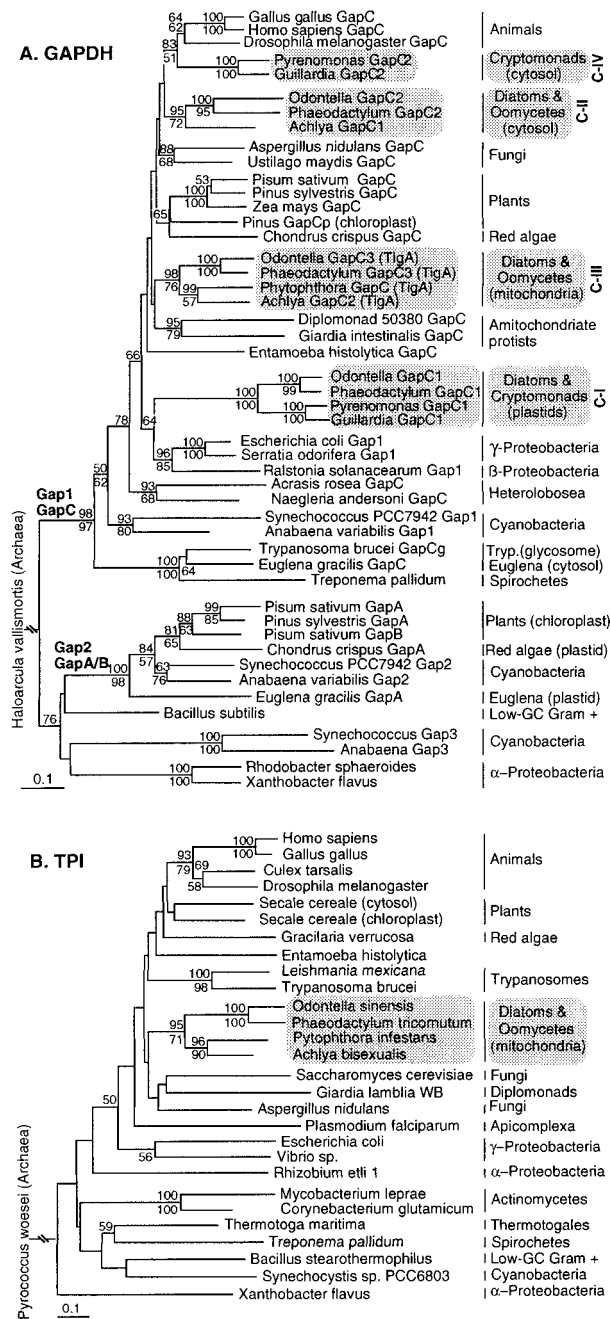 A. GAPDH
64
62
100
100
Gallus gallus GapC
Homo sapiens GapC
Drosophila melanogaster GapC
Animals
83
51
100
100
Pyrenomonas GapC2
Guillardia GapC2
Cryptomonads
(cytosol)
C-IV
95
72
100
95
Odontella GapC2
Phaeodactylum GapC2
Achlya GapC1
Diatoms &
Oomycetes
(cytosol)
C-II
88
68
Aspergillus nidulans GapC
Ustilago maydis GapC
Fungi
53
100
100
Pisum sativum GapC
Pinus sylvestris GapC
Zea mays GapC
Pinus GapCp (chloroplast)
Plants
65
Chondrus crispus GapC
Red algae
98
76
100
100
99
57
Odontella GapC3 (TigA)
Phaeodactylum GapC3 (TigA)
Phytophthora GapC (TigA)
Achlya GapC2 (TigA)
Diatoms &
Oomycetes
(mitochondria)
C-III
95
79
Diplomonad 50380 GapC
Giardia intestinalis GapC
Entamoeba histolytica GapC
Amitochondriate
protists
66
100
100
100
99
100
100
Odontella GapC1
Phaeodactylum GapC1
Pyrenomonas GapC1
Guillardia GapC1
Diatoms &
Cryptomonads
(plastids)
C-I
78
64
96
85
100
100
Escherichia coli Gap1
Serratia odorifera Gap1
γ-Proteobacteria
Ralstonia solanacearum Gap1
ß-Proteobacteria
50
62
93
68
Acrasis rosea GapC
Naegleria andersoni GapC
Heterolobosea
Gap1
GapC
98
97
93
80
Synechococcus PCC7942 Gap1
Anabaena variabilis Gap1
Cyanobacteria
100
100
64
Trypanosoma brucei GapCg
Tryp.(glycosome)
Euglena gracilis GapC
Euglena (cytosol)
Treponema pallidum
Spirochetes
Haloarcula vallismortis (Archaea)
Gap2
GapA/B
99
85
88
63
81
65
Pisum sativum GapA
Pinus sylvestris GapA
Pisum sativum GapB
Plants (chloroplast)
84
57
Chondrus crispus GapA
Red algae (plastid)
63
76
Synechococcus PCC7942 Gap2
Anabaena variabilis Gap2
Cyanobacteria
100
98
Euglena gracilis GapA
Euglena (plastid)
76
Bacillus subtilis
Low-GC Gram +
100
100
Synechococcus Gap3
Anabaena Gap3
Cyanobacteria
0.1
100
100
Rhodobacter sphaeroides
Xanthobacter flavus
α–Proteobacteria
B. TPI
93
79
100
100
69
58
Homo sapiens
Gallus gallus
Culex tarsalis
Drosophila melanogaster
Animals
Secale cereale (cytosol)
Secale cereale (chloroplast)
Plants
Gracilaria verrucosa
Red algae
Entamoeba histolytica
100
98
Leishmania mexicana
Trypanosoma brucei
Trypanosomes
95
71
100
100
96
90
Odontella sinensis
Phaeodactylum tricornutum
Pytophthora infestans
Achlya bisexualis
Diatoms &
Oomycetes
(mitochondria)
Saccharomyces cerevisiae
Fungi
Giardia lamblia WB
Diplomonads
Aspergillus nidulans
Fungi
50
Plasmodium falciparum
Apicomplexa
56
Escherichia coli
Vibrio sp.
γ–Proteobacteria
Rhizobium etli 1
α–Proteobacteria
Pyrococcus woesei (Archaea)
100
100
Mycobacterium leprae
Corynebacterium glutamicum
Actinomycetes
59
Thermotoga maritima
Thermotogales
Treponema pallidum
Spirochetes
Bacillus stearothermophilus
Low-GC Gram +
Synechocystis sp. PCC6803
Cyanobacteria
Xanthobacter flavus
α–Proteobacteria
0.1